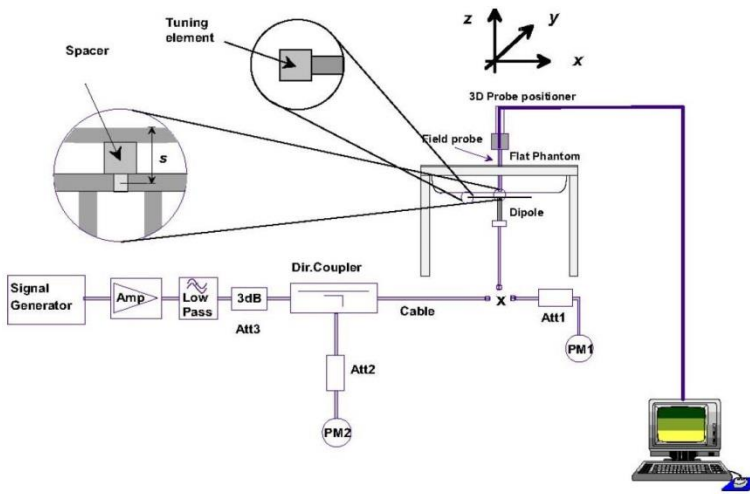 Tuning
element
Spacer
s
z
y
x
3D Probe positioner
Field probe
Flat Phantom
Dipole
Signal
Generator
Amp
Low
Pass
3dB
Att3
Dir.Coupler
Cable
x
Att1
PM1
Att2
PM2